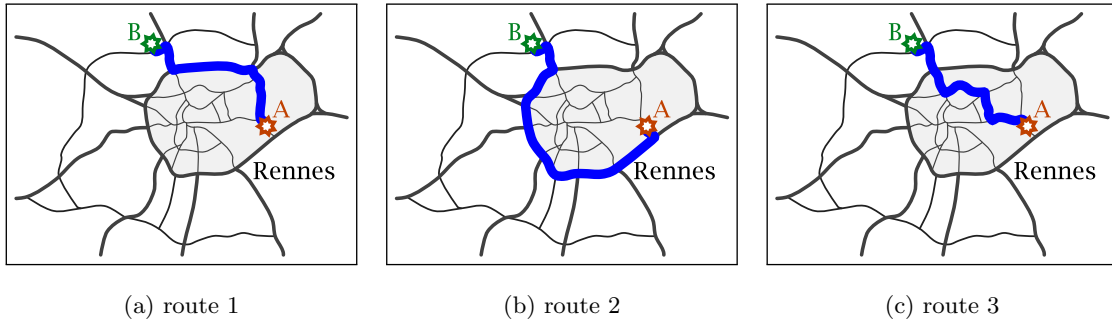 B
A
Rennes
B
A
Rennes
B
A
Rennes
(a) route 1
(b) route 2
(c) route 3